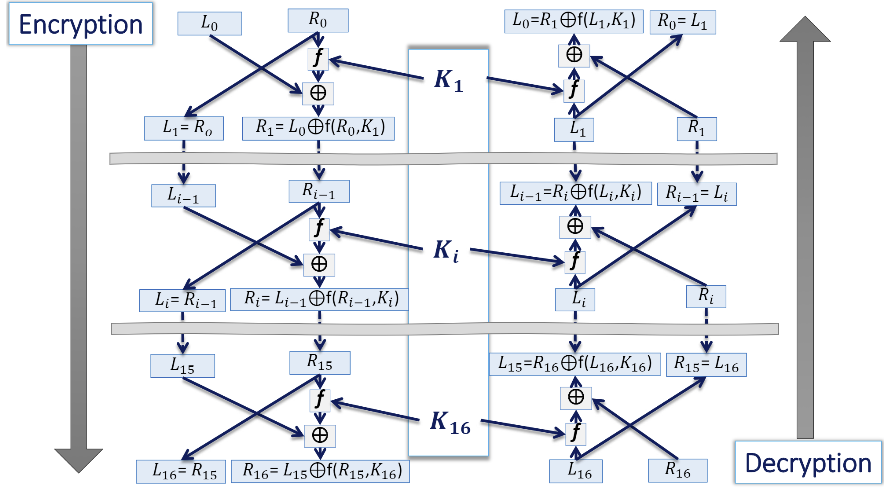 Encryption
L₀ R₀ L₀=R₁⊕f(L₁,K₁) R₀= L₁
f ⊕
K₁
⊕ f
L₁= Rₒ R₁= L₀⊕f(R₀,K₁) L₁ R₁
Lᵢ₋₁ Rᵢ₋₁ Lᵢ₋₁=Rᵢ⊕f(Lᵢ,Kᵢ) Rᵢ₋₁= Lᵢ
f ⊕
Kᵢ
⊕ f
Lᵢ= Rᵢ₋₁ Rᵢ= Lᵢ₋₁⊕f(Rᵢ₋₁,Kᵢ) Lᵢ Rᵢ
L₁₅ R₁₅ L₁₅=R₁₆⊕f(L₁₆,K₁₆) R₁₅= L₁₆
f ⊕
K₁₆
⊕ f
L₁₆= R₁₅ R₁₆= L₁₅⊕f(R₁₅,K₁₆) L₁₆ R₁₆
Decryption